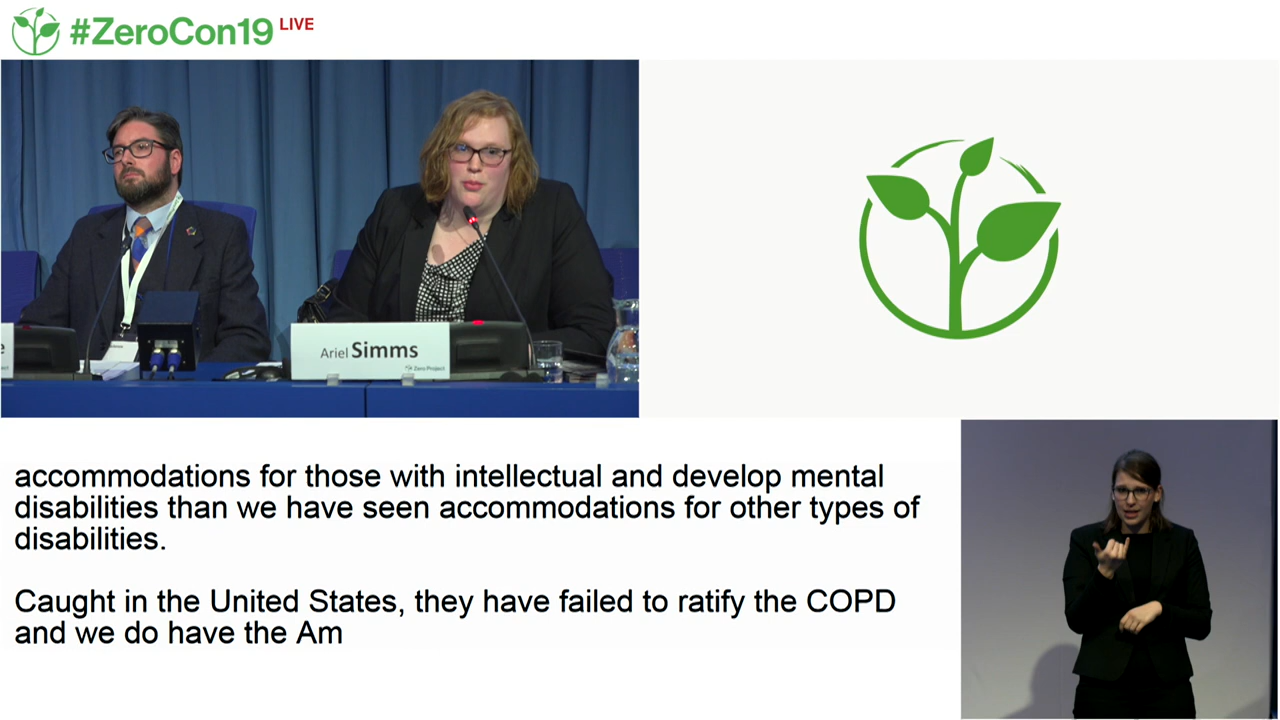 #ZeroCon19 LIVE
Ariel Simms
Zero Project
accommodations for those with intellectual and develop mental
disabilities than we have seen accommodations for other types of
disabilities.
Caught in the United States, they have failed to ratify the COPD
and we do have the Am